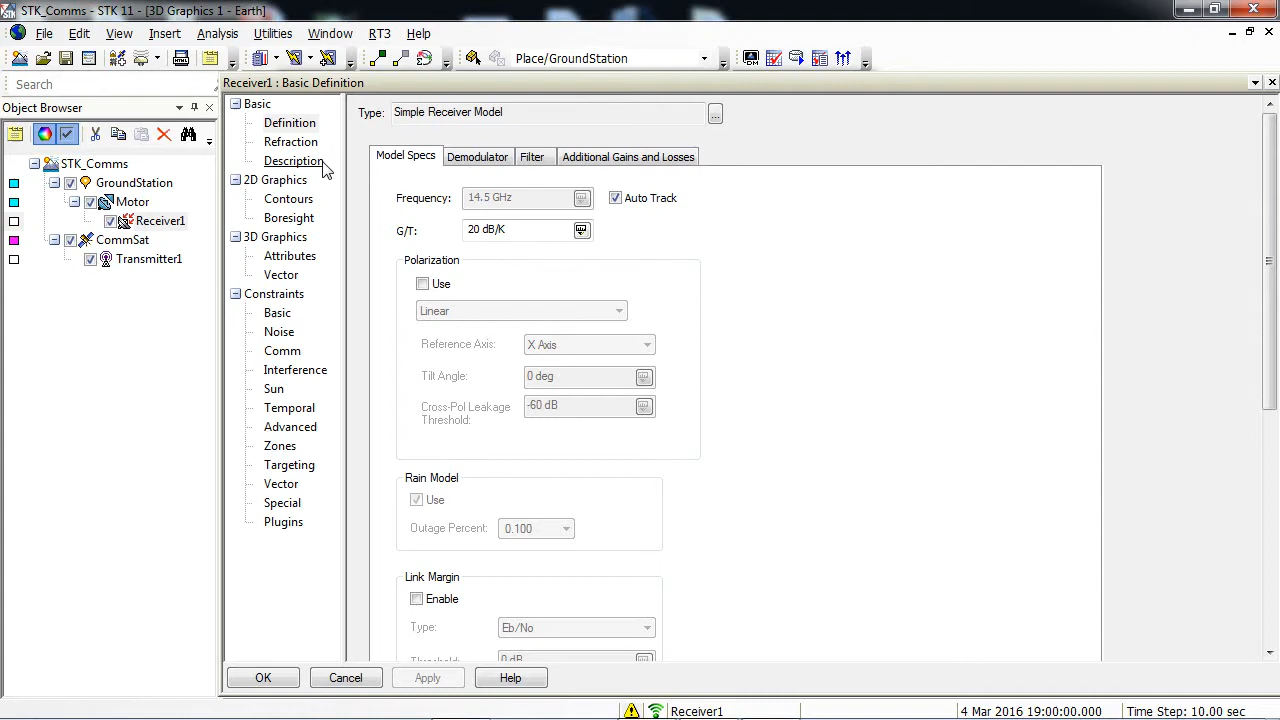 STK_Comms - STK 11 - [3D Graphics 1 - Earth]
File Edit View Insert Analysis Utilities Window RT3 Help
Place/GroundStation
Search
Receiver1 : Basic Definition
Object Browser
STK_Comms
GroundStation
Motor
Receiver1
CommSat
Transmitter1
Basic
Definition
Refraction
Description
2D Graphics
Contours
Boresight
3D Graphics
Attributes
Vector
Constraints
Basic
Noise
Comm
Interference
Sun
Temporal
Advanced
Zones
Targeting
Vector
Special
Plugins
Type: Simple Receiver Model ...
Model Specs Demodulator Filter Additional Gains and Losses
Frequency: 14.5 GHz Auto Track
G/T: 20 dB/K
Polarization
Use
Linear
Reference Axis: X Axis
Tilt Angle: 0 deg
Cross-Pol Leakage -60 dB
Threshold:
Rain Model
Use
Outage Percent: 0.100
Link Margin
Enable
Type: Eb/No
Threshold: 0 dB
OK Cancel Apply Help
Receiver1 4 Mar 2016 19:00:00.000 Time Step: 10.00 sec